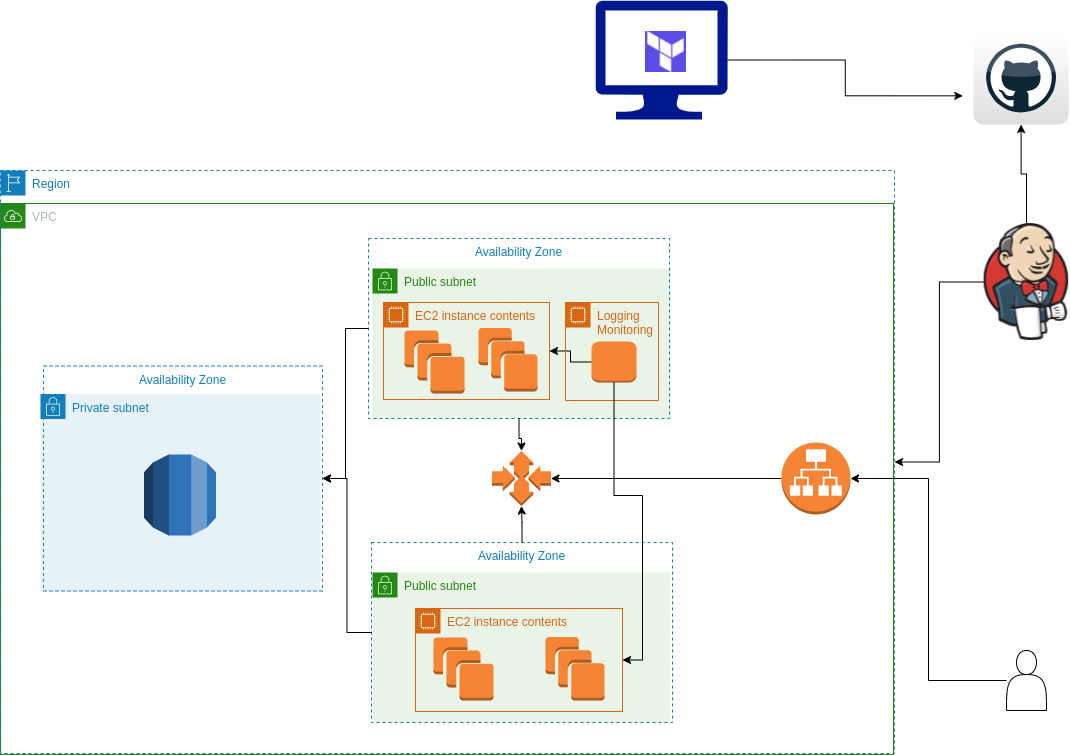 Region
VPC
Availability Zone
Public subnet
EC2 instance contents
Logging
Monitoring
Availability Zone
Private subnet
Availability Zone
Public subnet
EC2 instance contents